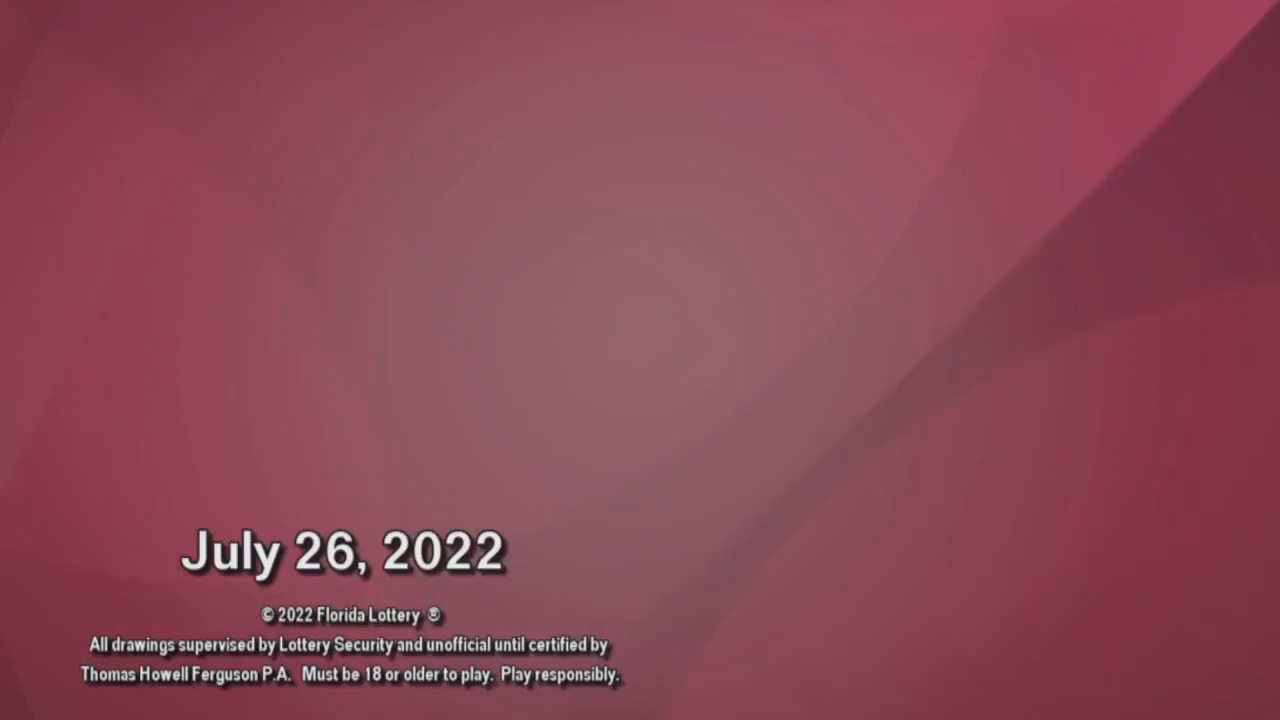 July 26, 2022
© 2022 Florida Lottery ®
All drawings supervised by Lottery Security and unofficial until certified by
Thomas Howell Ferguson P.A. Must be 18 or older to play. Play responsibly.